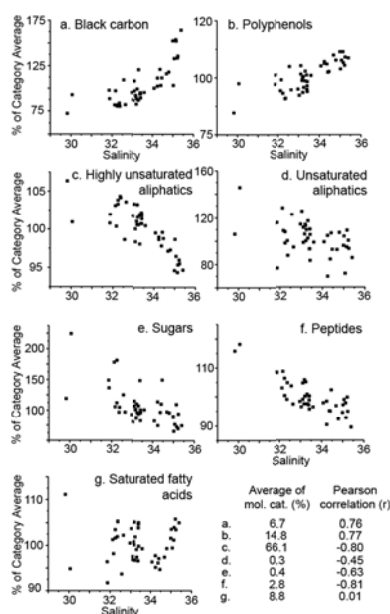 a. Black carbon
b. Polyphenols
% of Category Average
175
125
75
125
100
75
30 32 34 36
30 32 34 36
Salinity
Salinity
c. Highly unsaturated
aliphatics
d. Unsaturated
aliphatics
% of Category Average
105
100
95
160
120
80
30 32 34 36
30 32 34 36
Salinity
Salinity
e. Sugars
f. Peptides
% of Category Average
200
150
100
110
90
30 32 34 36
30 32 34 36
Salinity
Salinity
g. Saturated fatty
acids
% of Category Average
110
100
90
30 32 34 36
Salinity
Average of mol. cat. (%)
Pearson correlation (r)
a. 6.7 0.76
b. 14.8 0.77
c. 66.1 -0.80
d. 0.3 -0.45
e. 0.4 -0.63
f. 2.8 -0.81
g. 8.8 0.01